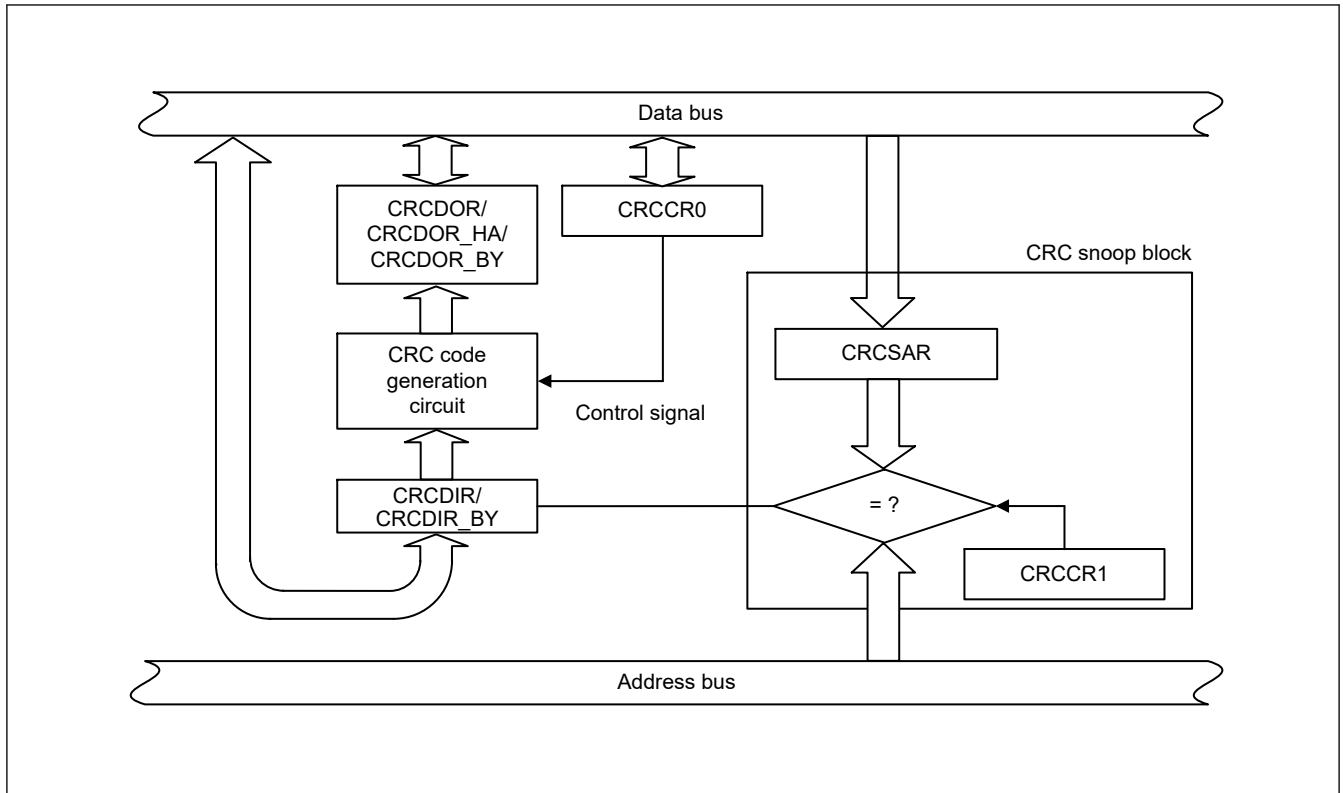 Data bus
CRCDOR/
CRCDOR_HA/
CRCDOR_BY
CRCCR0
CRC snoop block
CRCSAR
CRC code
generation
circuit
Control signal
CRCDIR/
CRCDIR_BY
= ?
CRCCR1
Address bus